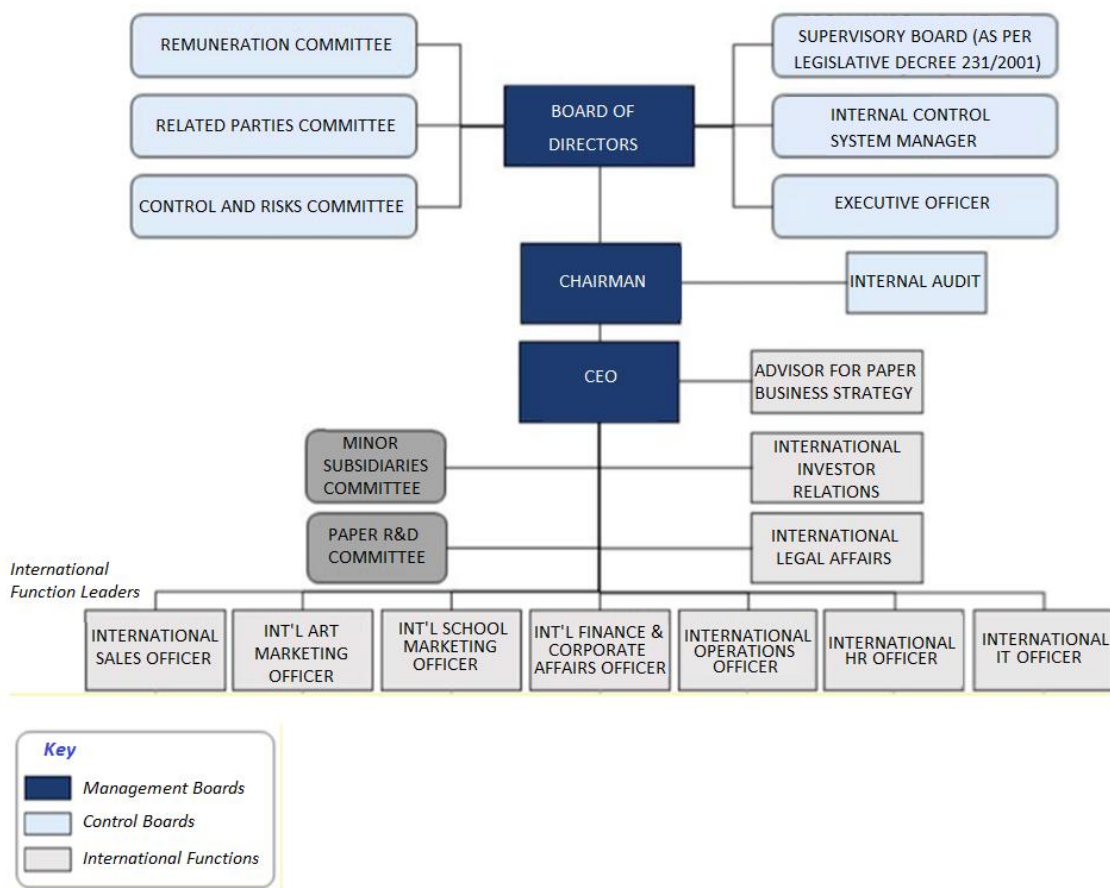 REMUNERATION COMMITTEE
SUPERVISORY BOARD (AS PER
LEGISLATIVE DECREE 231/2001)
BOARD OF
DIRECTORS
RELATED PARTIES COMMITTEE
INTERNAL CONTROL
SYSTEM MANAGER
CONTROL AND RISKS COMMITTEE
EXECUTIVE OFFICER
CHAIRMAN
INTERNAL AUDIT
CEO
ADVISOR FOR PAPER
BUSINESS STRATEGY
MINOR
SUBSIDIARIES
COMMITTEE
INTERNATIONAL
INVESTOR
RELATIONS
PAPER R&D
COMMITTEE
INTERNATIONAL
LEGAL AFFAIRS
International
Function Leaders
INTERNATIONAL
SALES OFFICER
INT'L ART
MARKETING
OFFICER
INT'L SCHOOL
MARKETING
OFFICER
INT'L FINANCE &
CORPORATE
AFFAIRS OFFICER
INTERNATIONAL
OPERATIONS
OFFICER
INTERNATIONAL
HR OFFICER
INTERNATIONAL
IT OFFICER
Key
Management Boards
Control Boards
International Functions